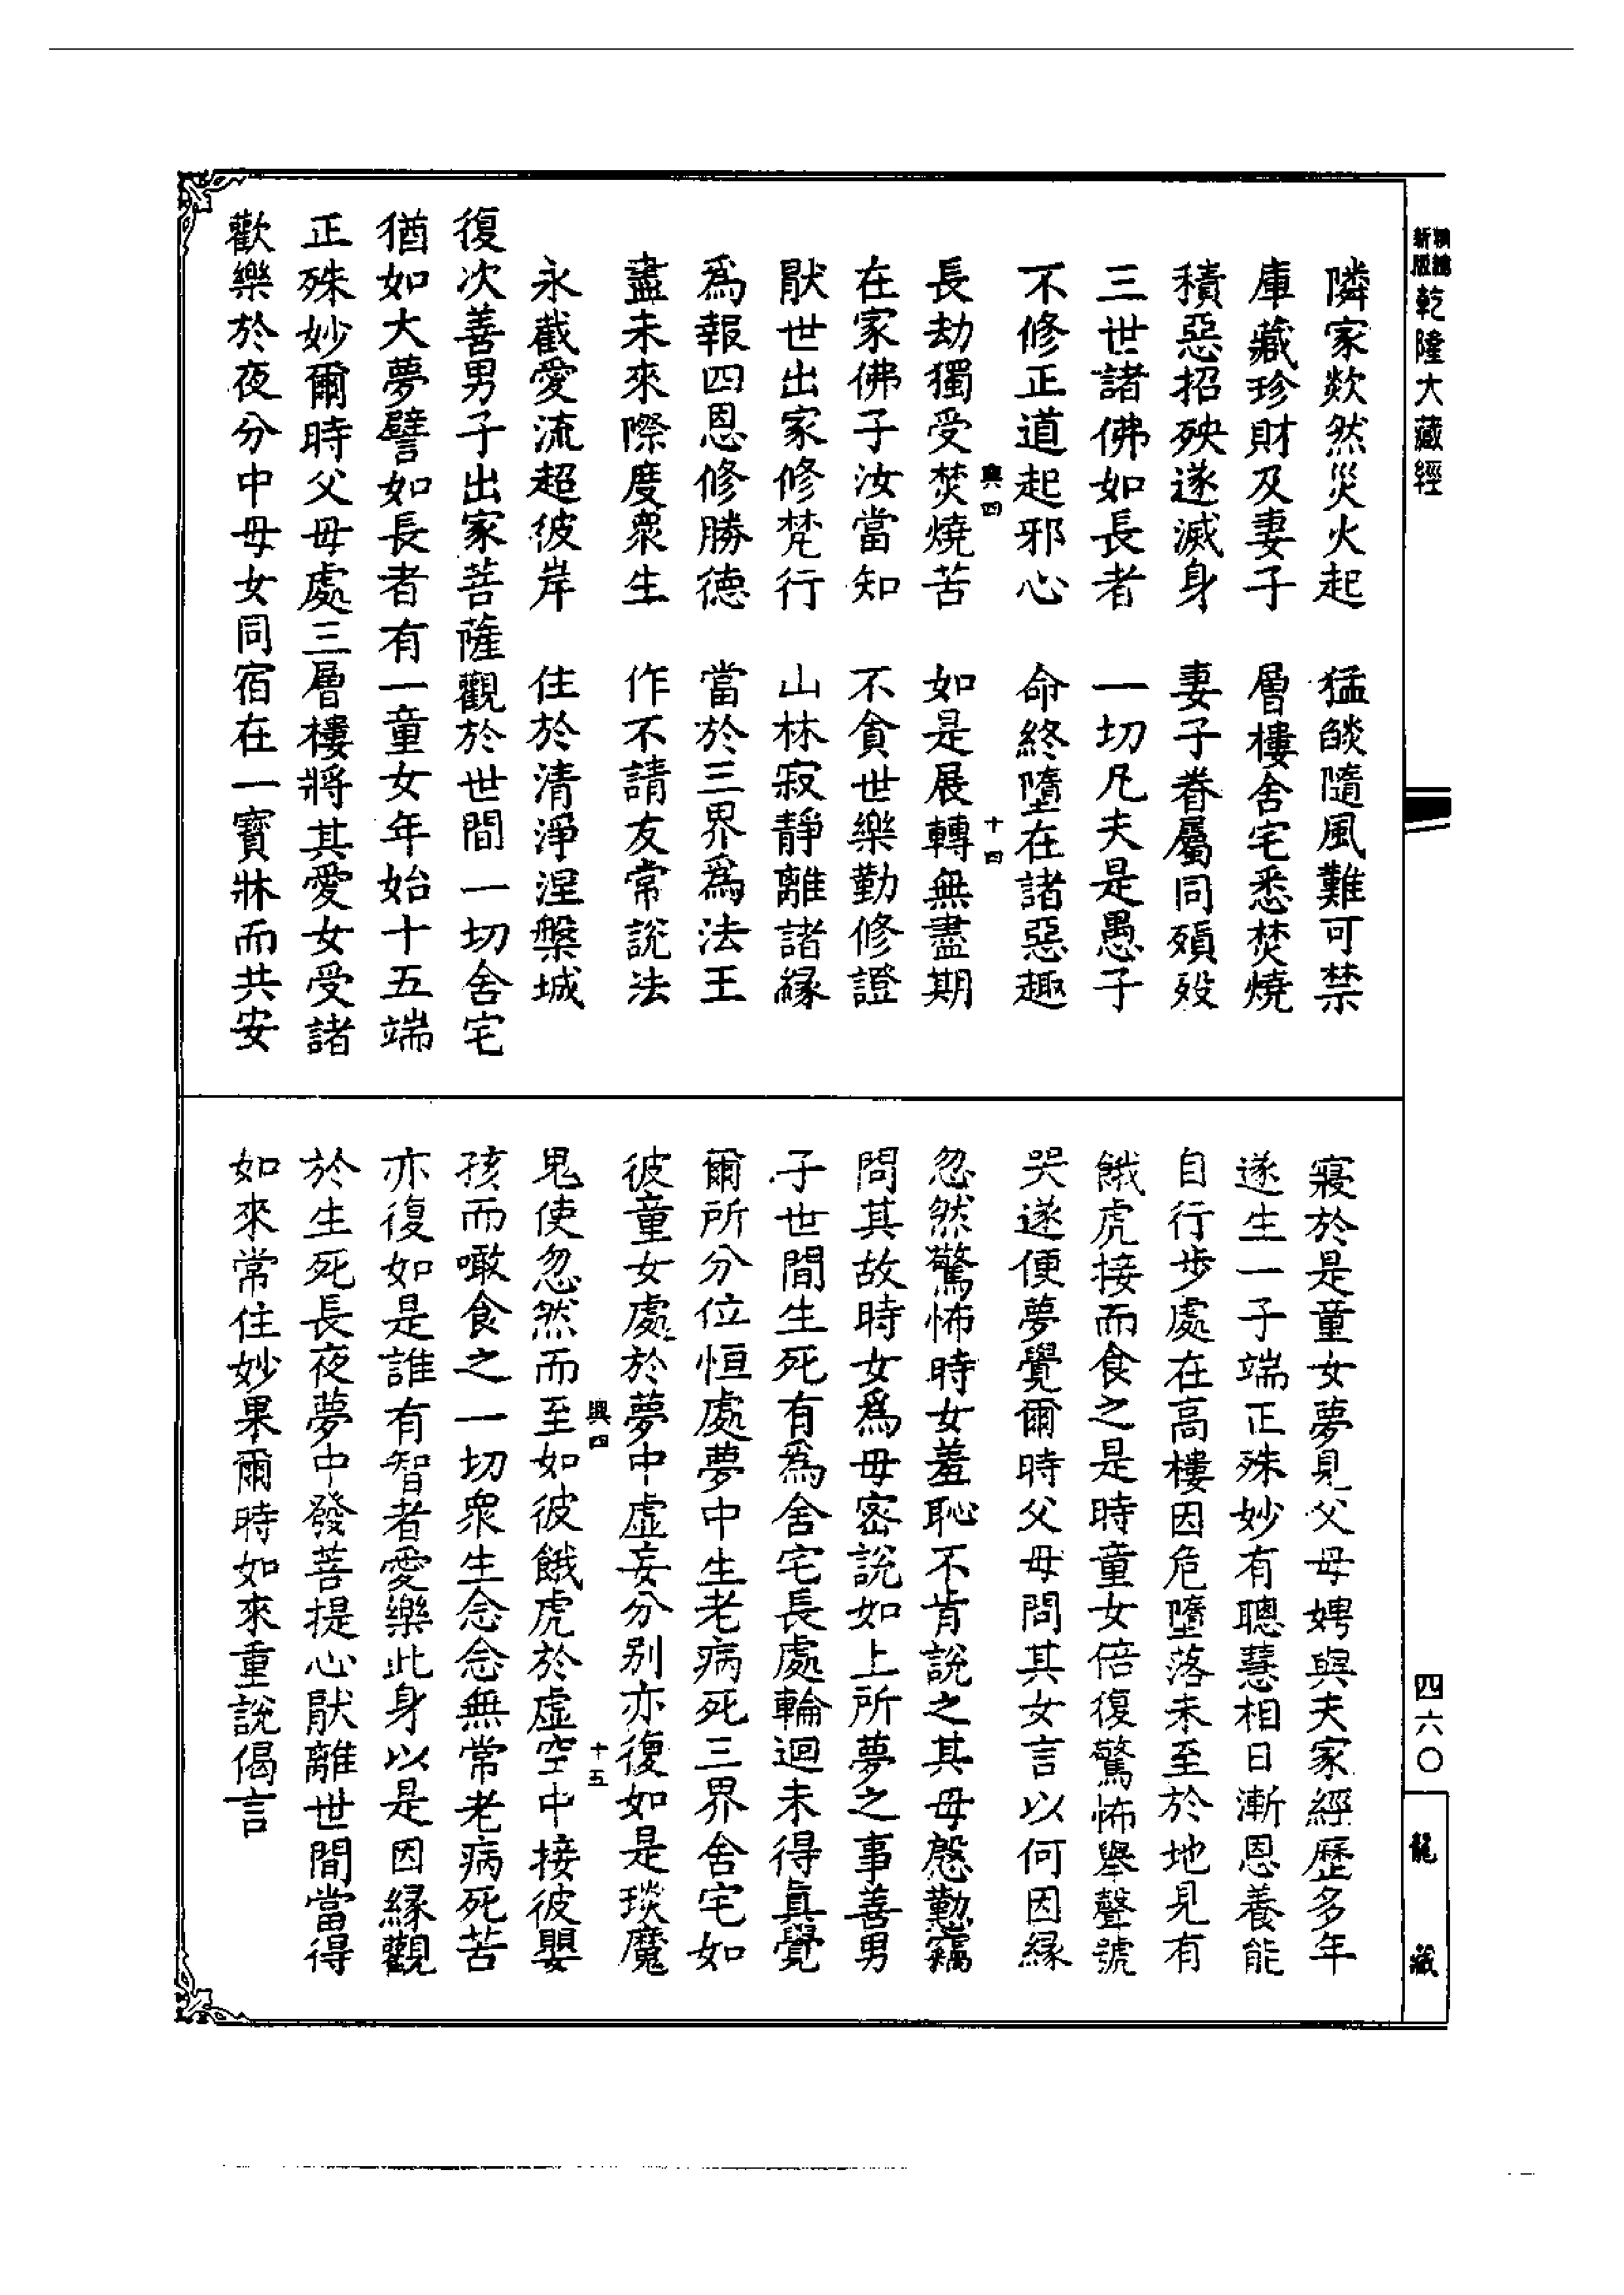 新版
精縮
乾隆大藏經
四六〇
龍藏
隣家欻然災火起　猛𦦨隨風難可禁
庫藏珍財及妻子　層樓舍宅悉焚燒
積惡招殃遂滅身　妻子眷屬同殞歿
三世諸佛如長者　一切凡夫是愚子
不修正道起邪心　命終墮在諸惡趣
興四　十四
長劫獨受焚燒苦　如是展轉無盡期
在家佛子汝當知　不貪世樂勤修證
猒世出家修梵行　山林寂靜離諸緣
爲報四恩修勝德　當於三界爲法王
盡未來際度衆生　作不請友常說法
永截愛流超彼岸　住於清淨涅槃城
復次善男子出家菩薩觀於世間一切舍宅
猶如大夢譬如長者有一童女年始十五端
正殊妙爾時父母處三層樓將其愛女受諸
歡樂於夜分中母女同宿在一寶牀而共安
寢於是童女夢見父母娉與夫家經歷多年
遂生一子端正殊妙有聰慧相日漸恩養能
自行步處在高樓因危墮落未至於地見有
餓虎接而食之是時童女倍復驚怖舉聲號
哭遂便夢覺爾時父母問其女言以何因緣
忽然驚怖時女羞恥不肯說之其母慇懃竊
問其故時女爲母密說如上所夢之事善男
子世間生死有爲舍宅長處輪迴未得眞覺
爾所分位恒處夢中生老病死三界舍宅如
彼童女處於夢中虛妄分別亦復如是琰魔
興四　十五
鬼使忽然而至如彼餓虎於虛空中接彼嬰
孩而噉食之一切衆生念念無常老病死苦
亦復如是誰有智者愛樂此身以是因緣觀
於生死長夜夢中發菩提心猒離世間當得
如來常住妙果爾時如來重說偈言